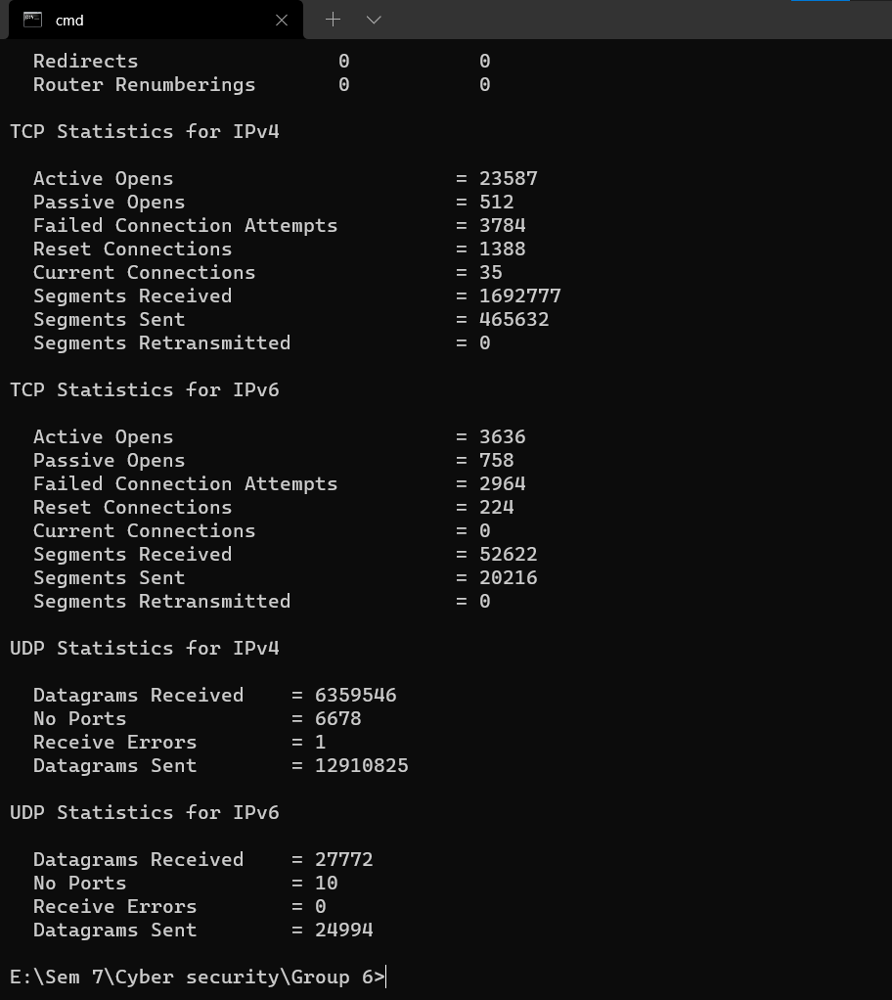 cmd
Redirects 0 0
Router Renumberings 0 0
TCP Statistics for IPv4
Active Opens = 23587
Passive Opens = 512
Failed Connection Attempts = 3784
Reset Connections = 1388
Current Connections = 35
Segments Received = 1692777
Segments Sent = 465632
Segments Retransmitted = 0
TCP Statistics for IPv6
Active Opens = 3636
Passive Opens = 758
Failed Connection Attempts = 2964
Reset Connections = 224
Current Connections = 0
Segments Received = 52622
Segments Sent = 20216
Segments Retransmitted = 0
UDP Statistics for IPv4
Datagrams Received = 6359546
No Ports = 6678
Receive Errors = 1
Datagrams Sent = 12910825
UDP Statistics for IPv6
Datagrams Received = 27772
No Ports = 10
Receive Errors = 0
Datagrams Sent = 24994
E:\Sem 7\Cyber security\Group 6>